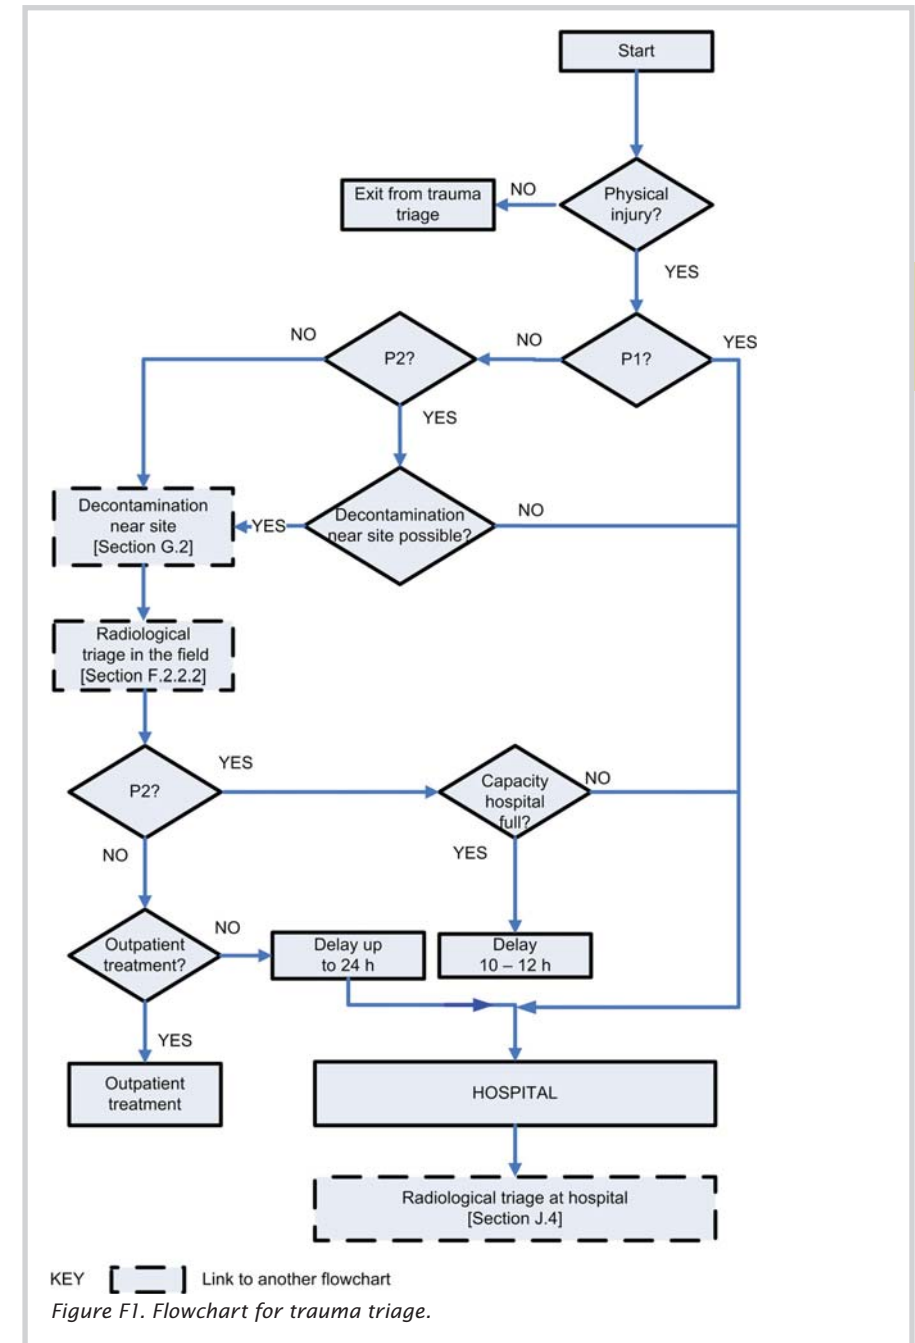 Start
Physical
injury?
NO
Exit from trauma
triage
YES
P1?
YES
NO
P2?
NO
YES
Decontamination
near site possible?
NO
YES
Decontamination
near site
[Section G.2]
Radiological
triage in the field
[Section F.2.2.2]
P2?
YES
Capacity
hospital
full?
NO
YES
NO
Outpatient
treatment?
NO
Delay up
to 24 h
Delay
10 – 12 h
YES
Outpatient
treatment
HOSPITAL
Radiological triage at hospital
[Section J.4]
KEY
Link to another flowchart
Figure F1. Flowchart for trauma triage.